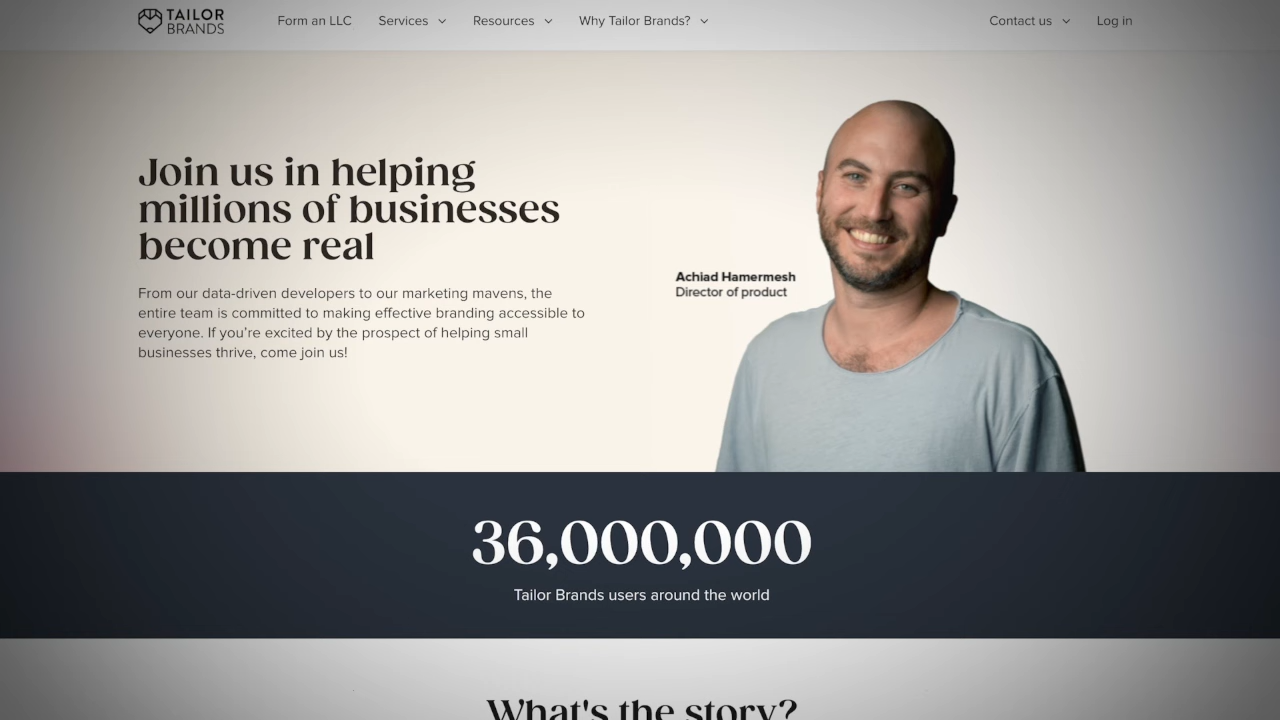 TAILOR
BRANDS
Form an LLC
Services
Resources
Why Tailor Brands?
Contact us
Log in
Join us in helping
millions of businesses
become real
From our data-driven developers to our marketing mavens, the
entire team is committed to making effective branding accessible to
everyone. If you're excited by the prospect of helping small
businesses thrive, come join us!
Achiad Hamermesh
Director of product
36,000,000
Tailor Brands users around the world
What's the story?